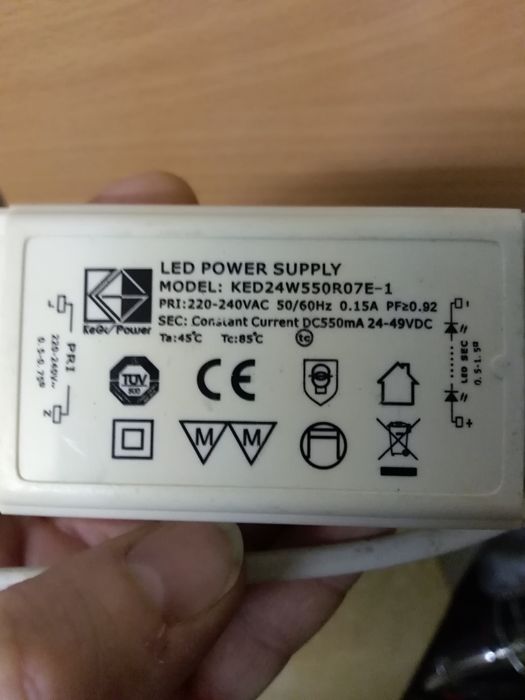 LED POWER SUPPLY
MODEL: KED24W550R07E-1
PRI:220-240VAC 50/60Hz 0.15A PF≥0.92
SEC: Constant Current DC550mA 24-49VDC
Ta:45℃ Tc:85℃ tc
KeGu Power
L
PRI
220-240V~
0.5-0.75▯
N
-
LED SEC
0.5-1.5▯
+
TÜV
SUD
CE
M M